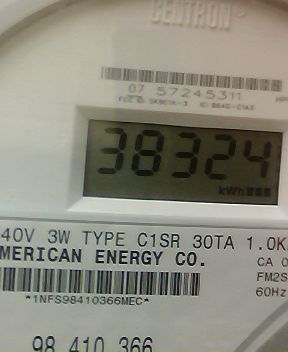 CENTRON®
07 57245311
38324
kWh
40V 3W TYPE C1SR 30TA 1.0K
MERICAN ENERGY CO.
CA 0
FM2S
60Hz
*1NFS98410366MEC*
98 410 366